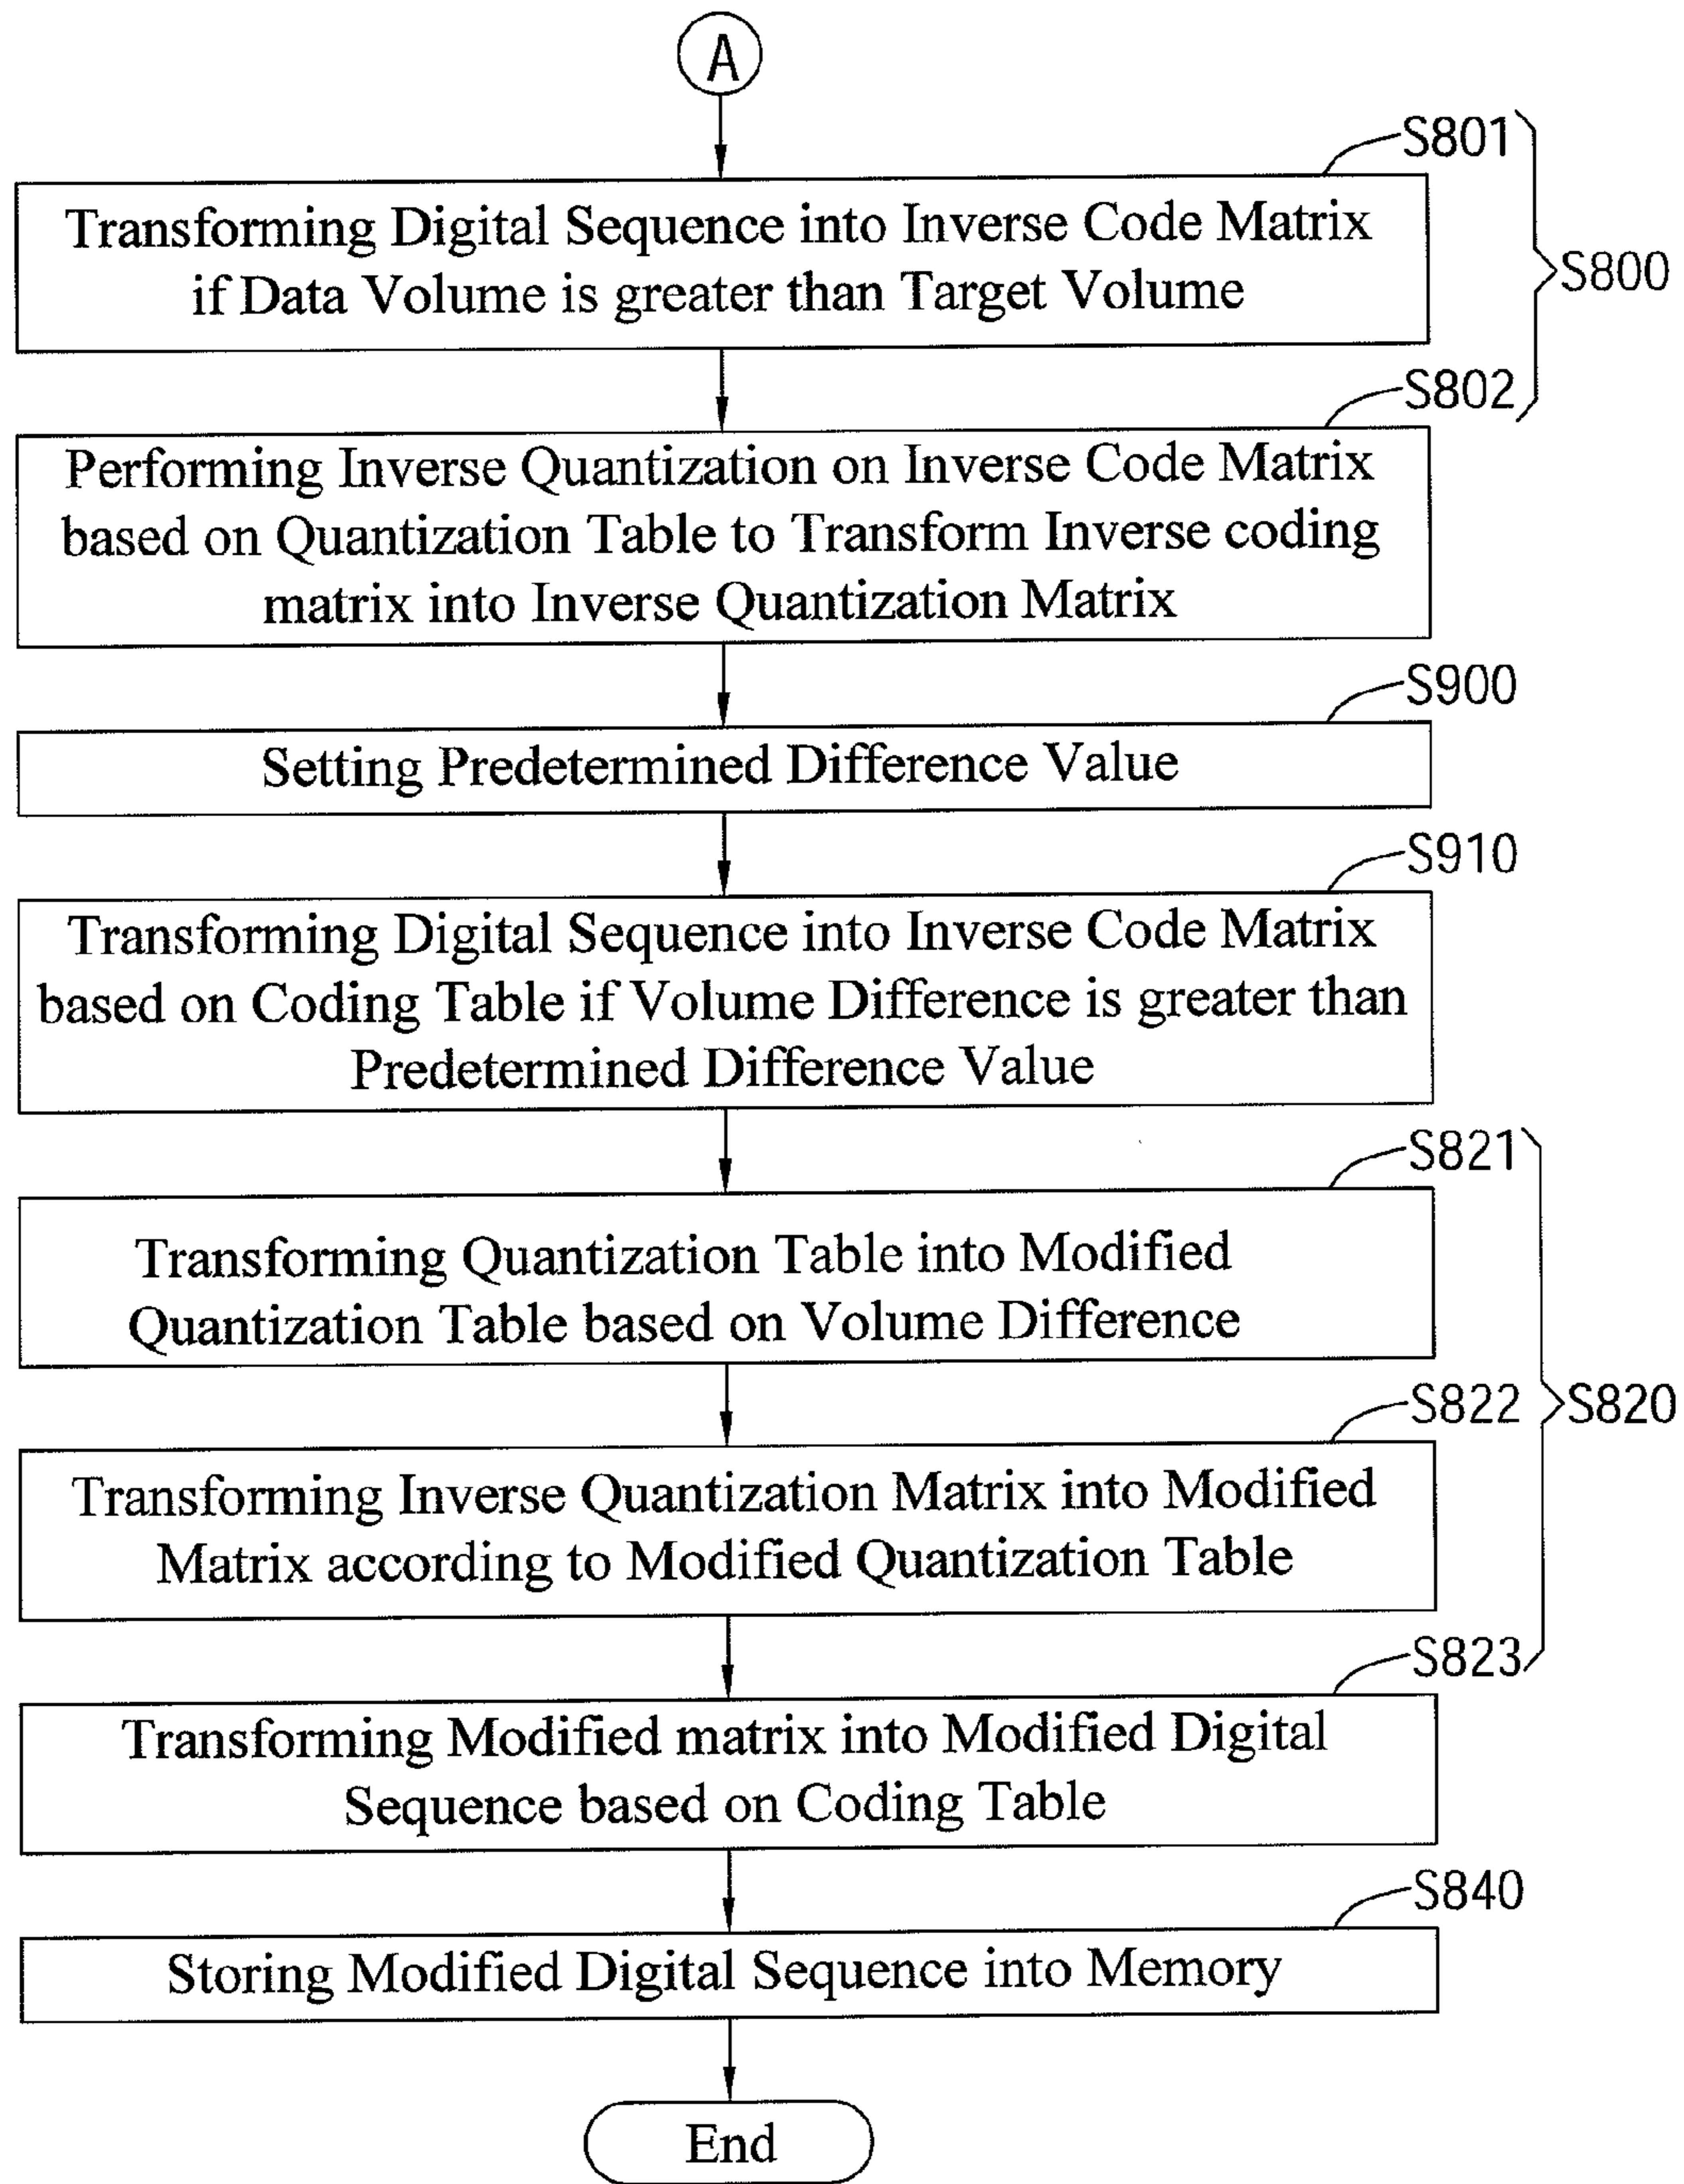 A
S801
Transforming Digital Sequence into Inverse Code Matrix
if Data Volume is greater than Target Volume
S800
S802
Performing Inverse Quantization on Inverse Code Matrix
based on Quantization Table to Transform Inverse coding
matrix into Inverse Quantization Matrix
S900
Setting Predetermined Difference Value
S910
Transforming Digital Sequence into Inverse Code Matrix
based on Coding Table if Volume Difference is greater than
Predetermined Difference Value
S821
Transforming Quantization Table into Modified
Quantization Table based on Volume Difference
S822
S820
Transforming Inverse Quantization Matrix into Modified
Matrix according to Modified Quantization Table
S823
Transforming Modified matrix into Modified Digital
Sequence based on Coding Table
S840
Storing Modified Digital Sequence into Memory
End